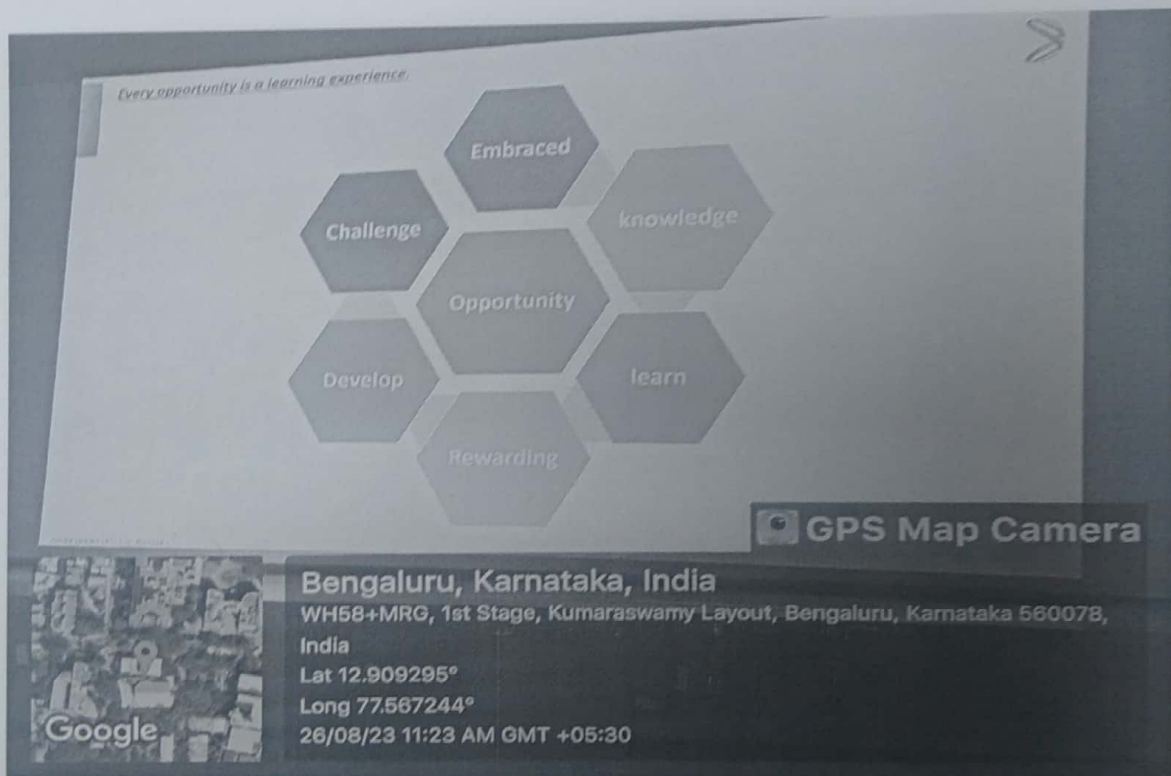 Every opportunity is a learning experience.
Embraced
Challenge
knowledge
Opportunity
Develop
learn
Rewarding
GPS Map Camera
Bengaluru, Karnataka, India
WH58+MRG, 1st Stage, Kumaraswamy Layout, Bengaluru, Karnataka 560078,
India
Lat 12.909295°
Long 77.567244°
26/08/23 11:23 AM GMT +05:30
Google